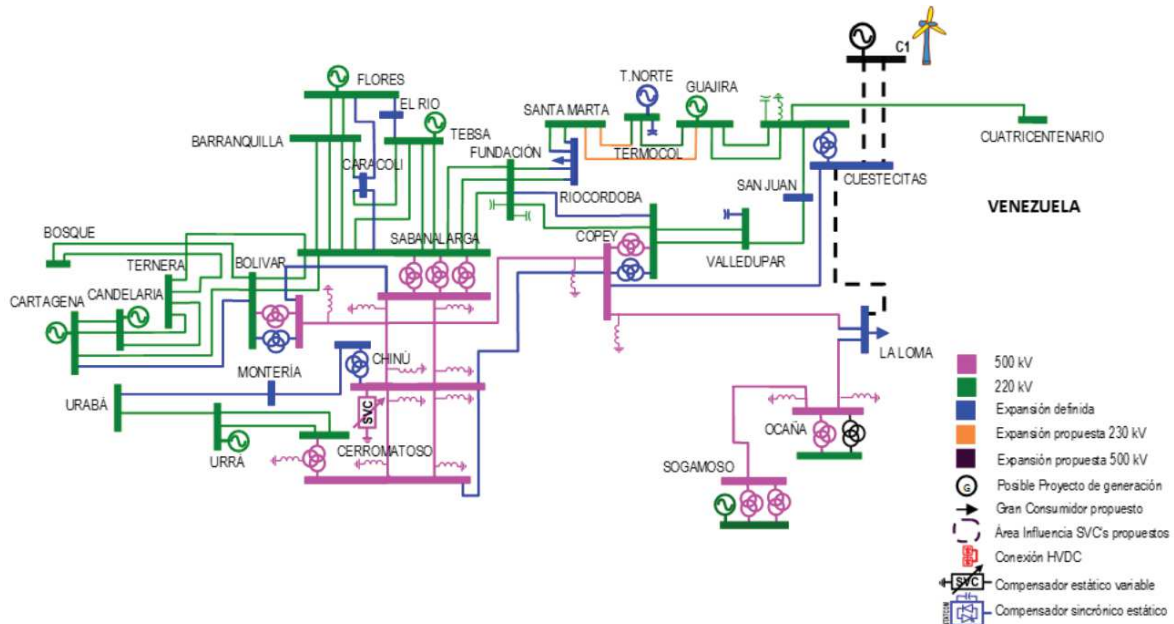 C1
FLORES
T.NORTE
GUAJIRA
EL RIO
SANTA MARTA
TEBSA
CUATRICENTENARIO
BARRANQUILLA
FUNDACIÓN
TERMOCOL
CARACOLI
CUESTECITAS
SAN JUAN
RIOCORDOBA
VENEZUELA
COPEY
BOSQUE
SABANALARGA
VALLEDUPAR
TERNERA
BOLIVAR
CANDELARIA
CARTAGENA
LA LOMA
CHINÚ
MONTERÍA
URABÁ
SVC
OCAÑA
CERROMATOSO
URRÁ
SOGAMOSO
500 kV
220 kV
Expansión definida
Expansión propuesta 230 kV
Expansión propuesta 500 kV
G
Posible Proyecto de generación
Gran Consumidor propuesto
Área Influencia SVC's propuestos
Conexión HVDC
SVC
Compensador estático variable
Compensador sincrónico estático